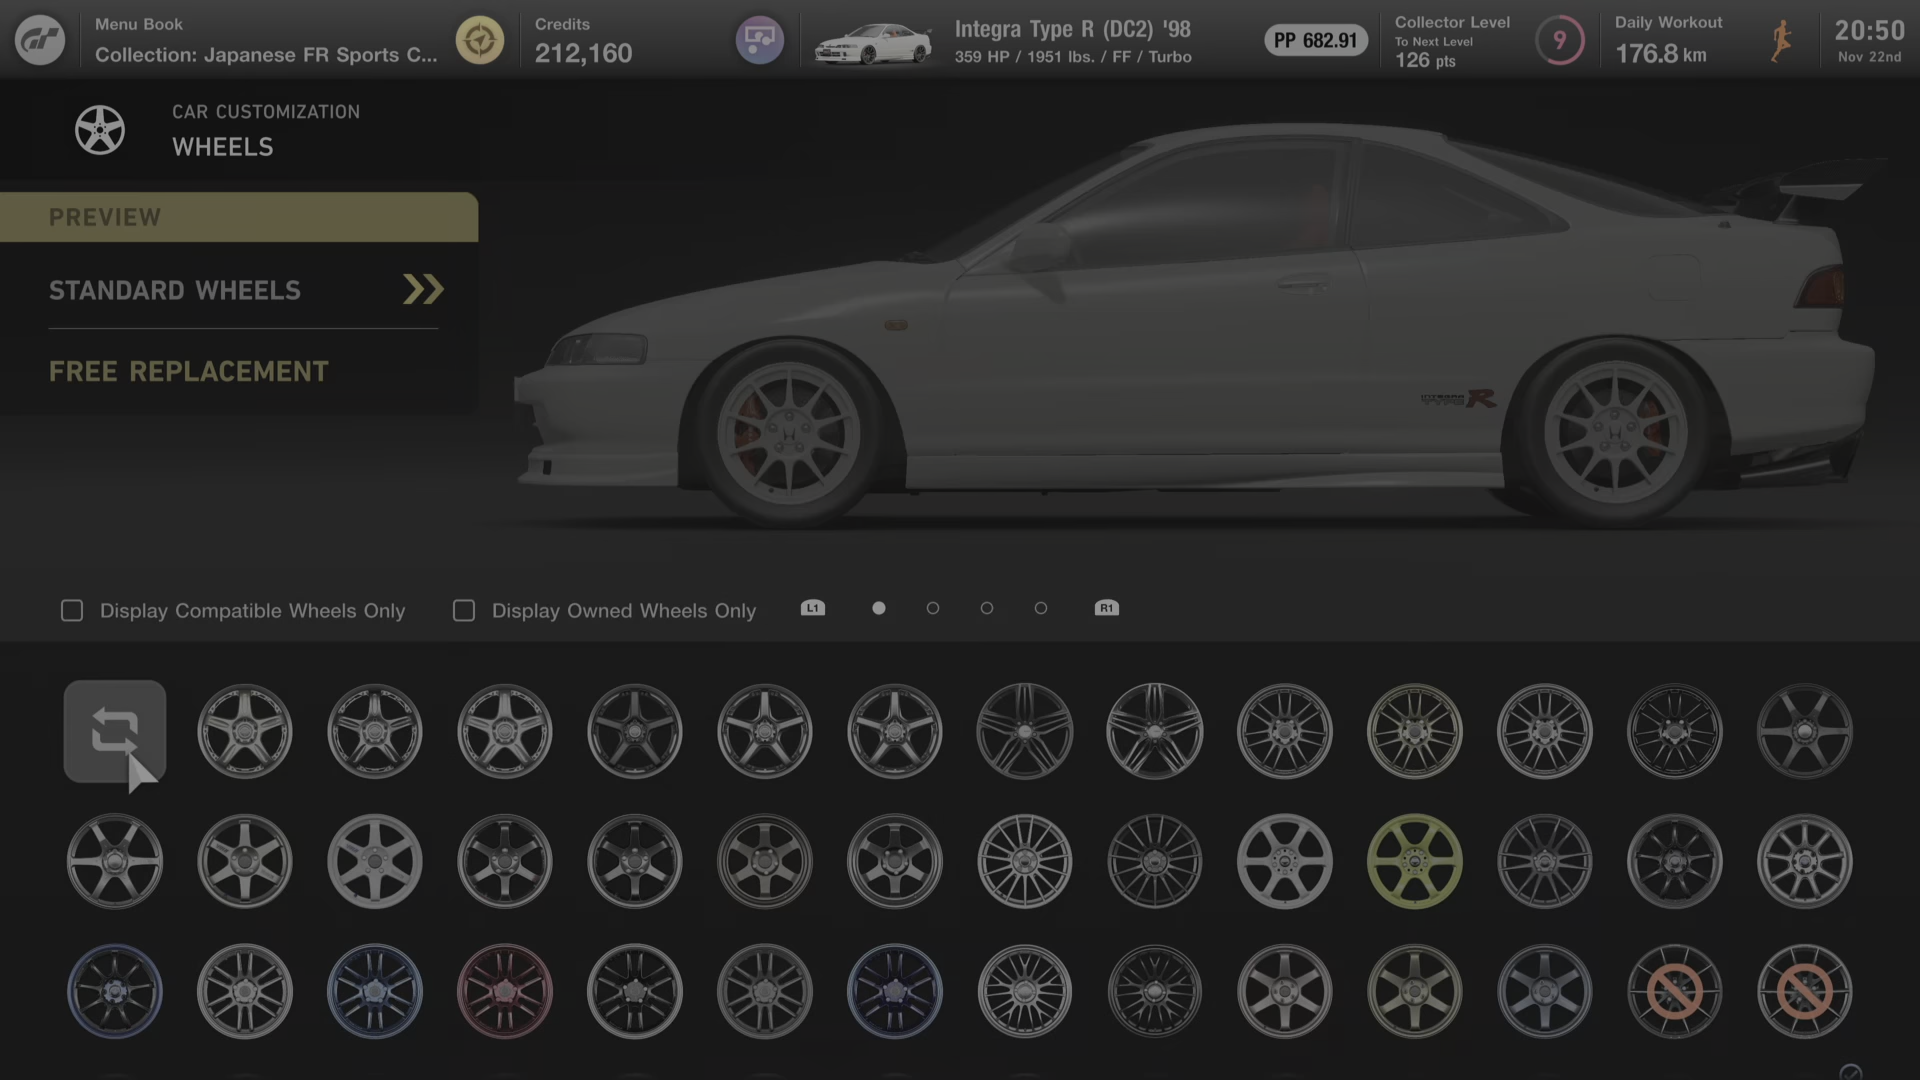 Menu Book
Collection: Japanese FR Sports C...
Credits
212,160
Integra Type R (DC2) '98
359 HP / 1951 lbs. / FF / Turbo
PP 682.91
Collector Level
To Next Level
126 pts
9
Daily Workout
176.8 km
20:50
Nov 22nd
CAR CUSTOMIZATION
WHEELS
PREVIEW
STANDARD WHEELS
FREE REPLACEMENT
INTEGRA
TYPE R
Display Compatible Wheels Only
Display Owned Wheels Only
L1
R1